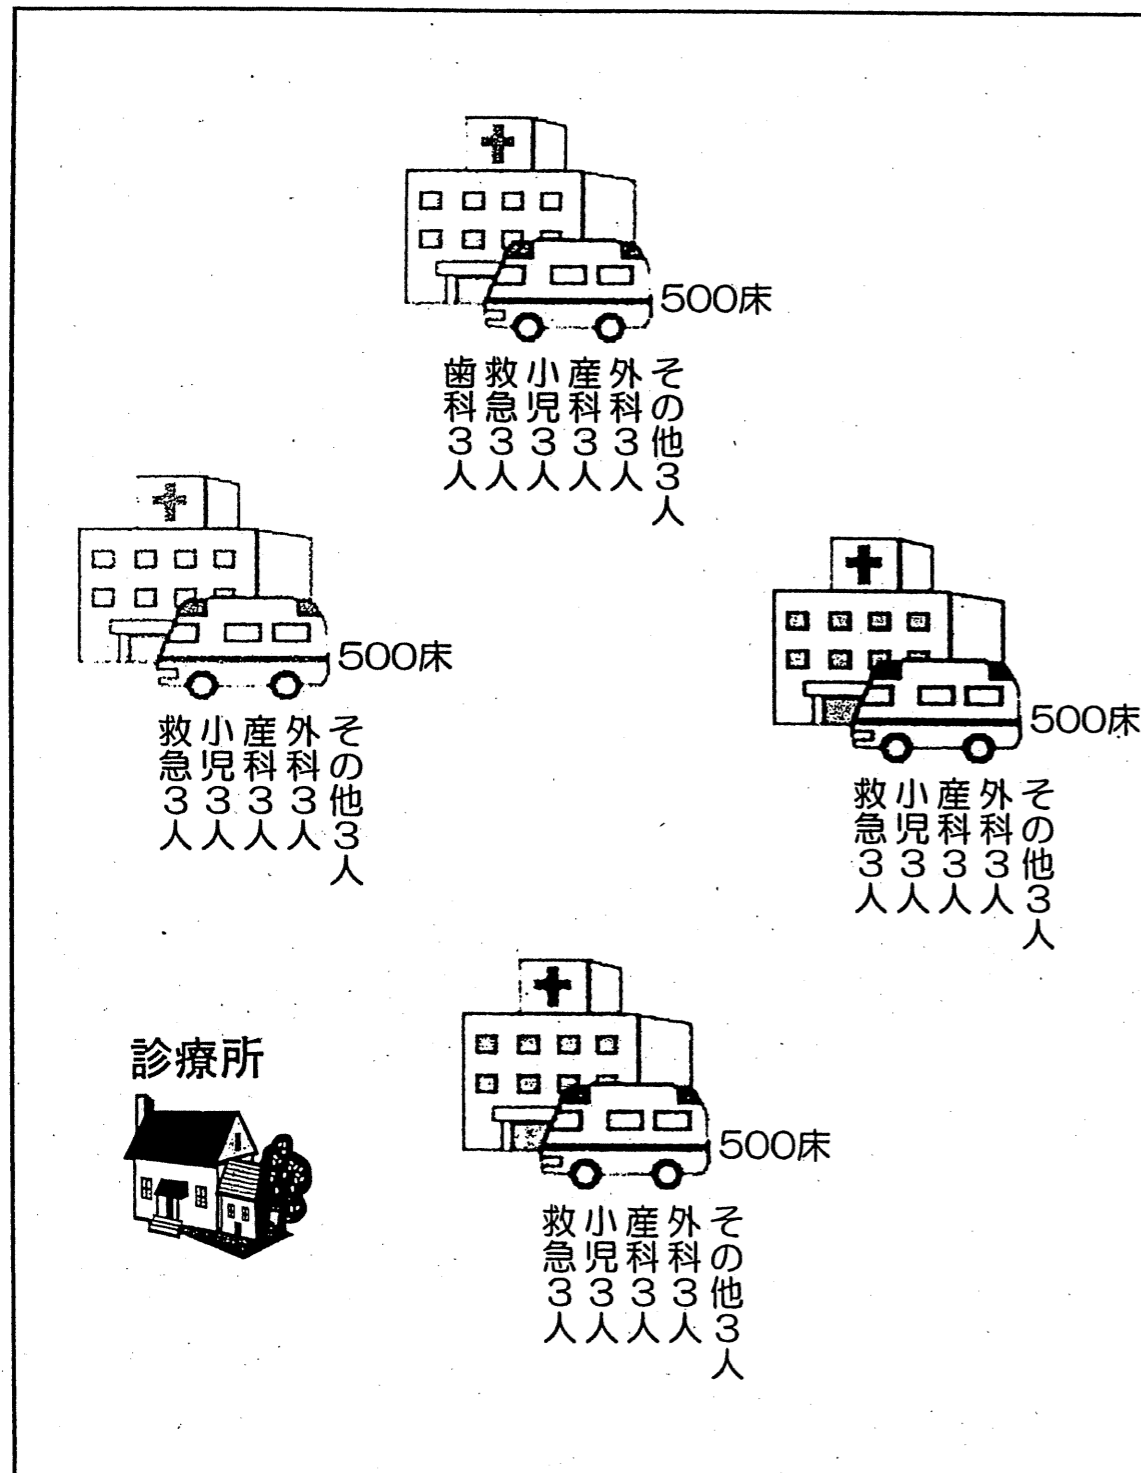 500床
その他3人
外科3人
産科3人
小児3人
救急3人
歯科3人
500床
その他3人
外科3人
産科3人
小児3人
救急3人
500床
その他3人
外科3人
産科3人
小児3人
救急3人
診療所
500床
その他3人
外科3人
産科3人
小児3人
救急3人